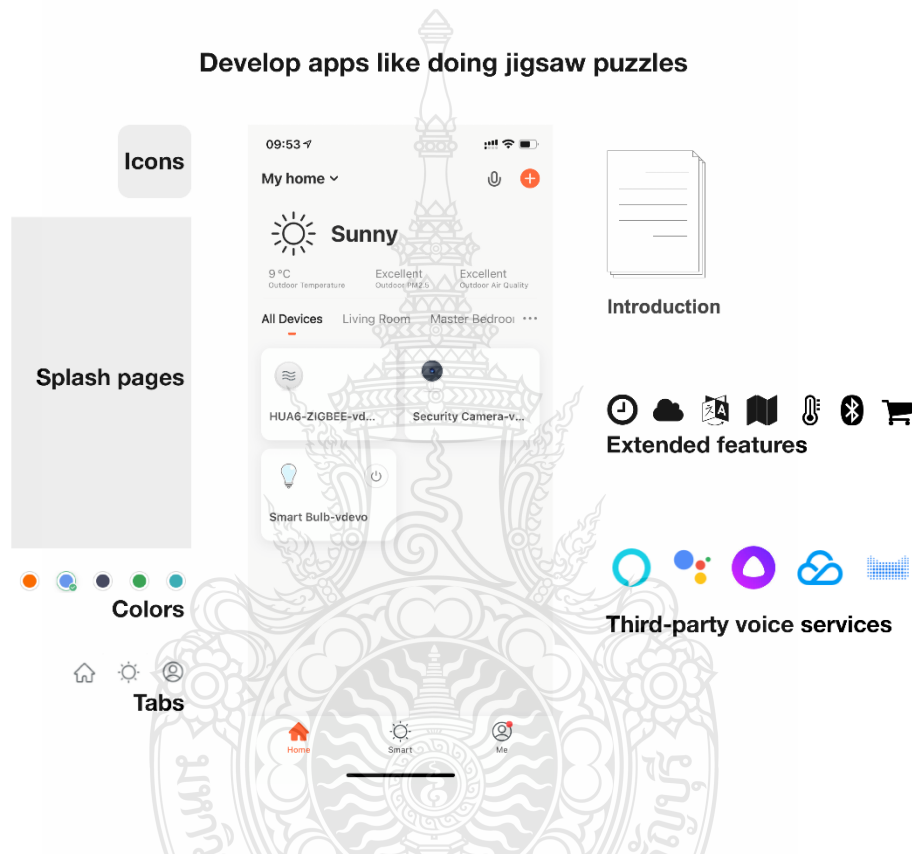 Develop apps like doing jigsaw puzzles
Icons
Splash pages
Colors
Tabs
09:53
My home
Sunny
9 °C
Outdoor Temperature
Excellent
Outdoor PM2.5
Excellent
Outdoor Air Quality
All Devices Living Room Master Bedroo
HUA6-ZIGBEE-vd...
Security Camera-v...
Smart Bulb-vdevo
Home
Smart
Me
Introduction
Extended features
Third-party voice services